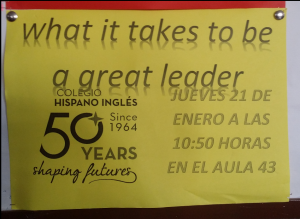 what it takes to be
a great leader
COLEGIO
HISPANO INGLÉS
50 Since
1964
YEARS
shaping futures
JUEVES 21 DE
ENERO A LAS
10:50 HORAS
EN EL AULA 43